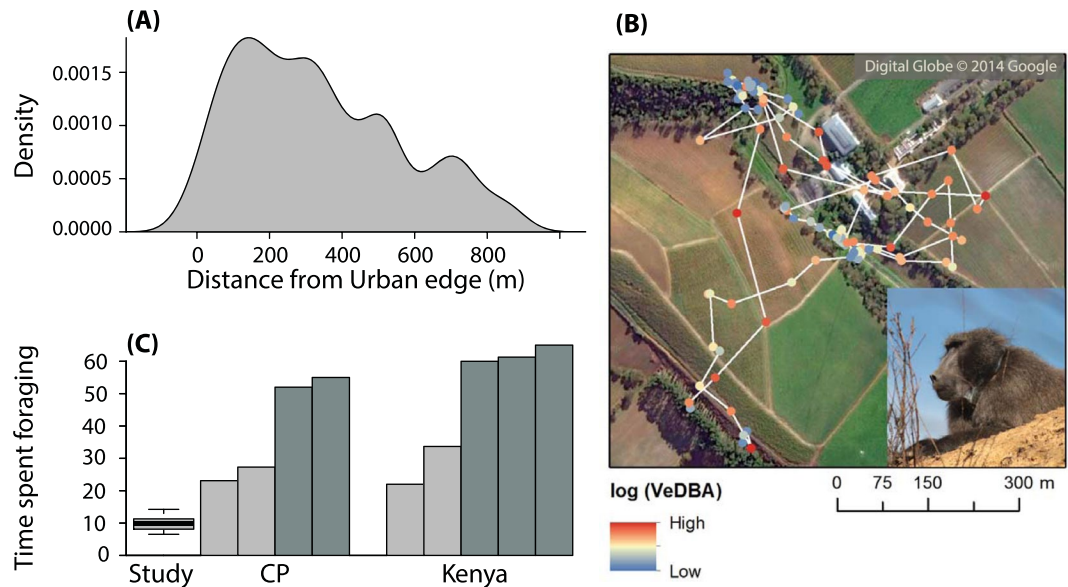 (A)
Density
0.0015
0.0010
0.0005
0.0000
0 200 400 600 800
Distance from Urban edge (m)
(B)
Digital Globe © 2014 Google
log (VeDBA)
High
Low
0 75 150 300 m
(C)
Time spent foraging
60
50
40
30
20
10
0
Study CP Kenya